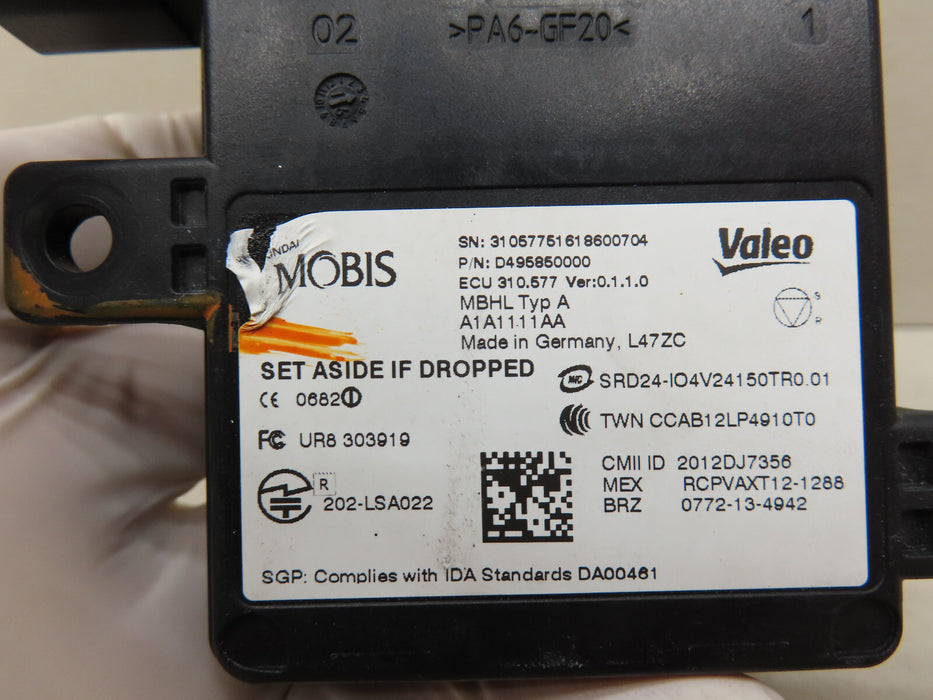 02 >PA6-GF20< 1
16
SN: 31057751618600704
P/N: D495850000
ECU 310.577 Ver:0.1.1.0
MBHL Typ A
A1A1111AA
Made in Germany, L47ZC
MOBIS
Valeo
S
R
SET ASIDE IF DROPPED
CE 0682
FC UR8 303919
R 202-LSA022
SRD24-IO4V24150TR0.01
TWN CCAB12LP4910T0
CMII ID 2012DJ7356
MEX RCPVAXT12-1288
BRZ 0772-13-4942
SGP: Complies with IDA Standards DA00461